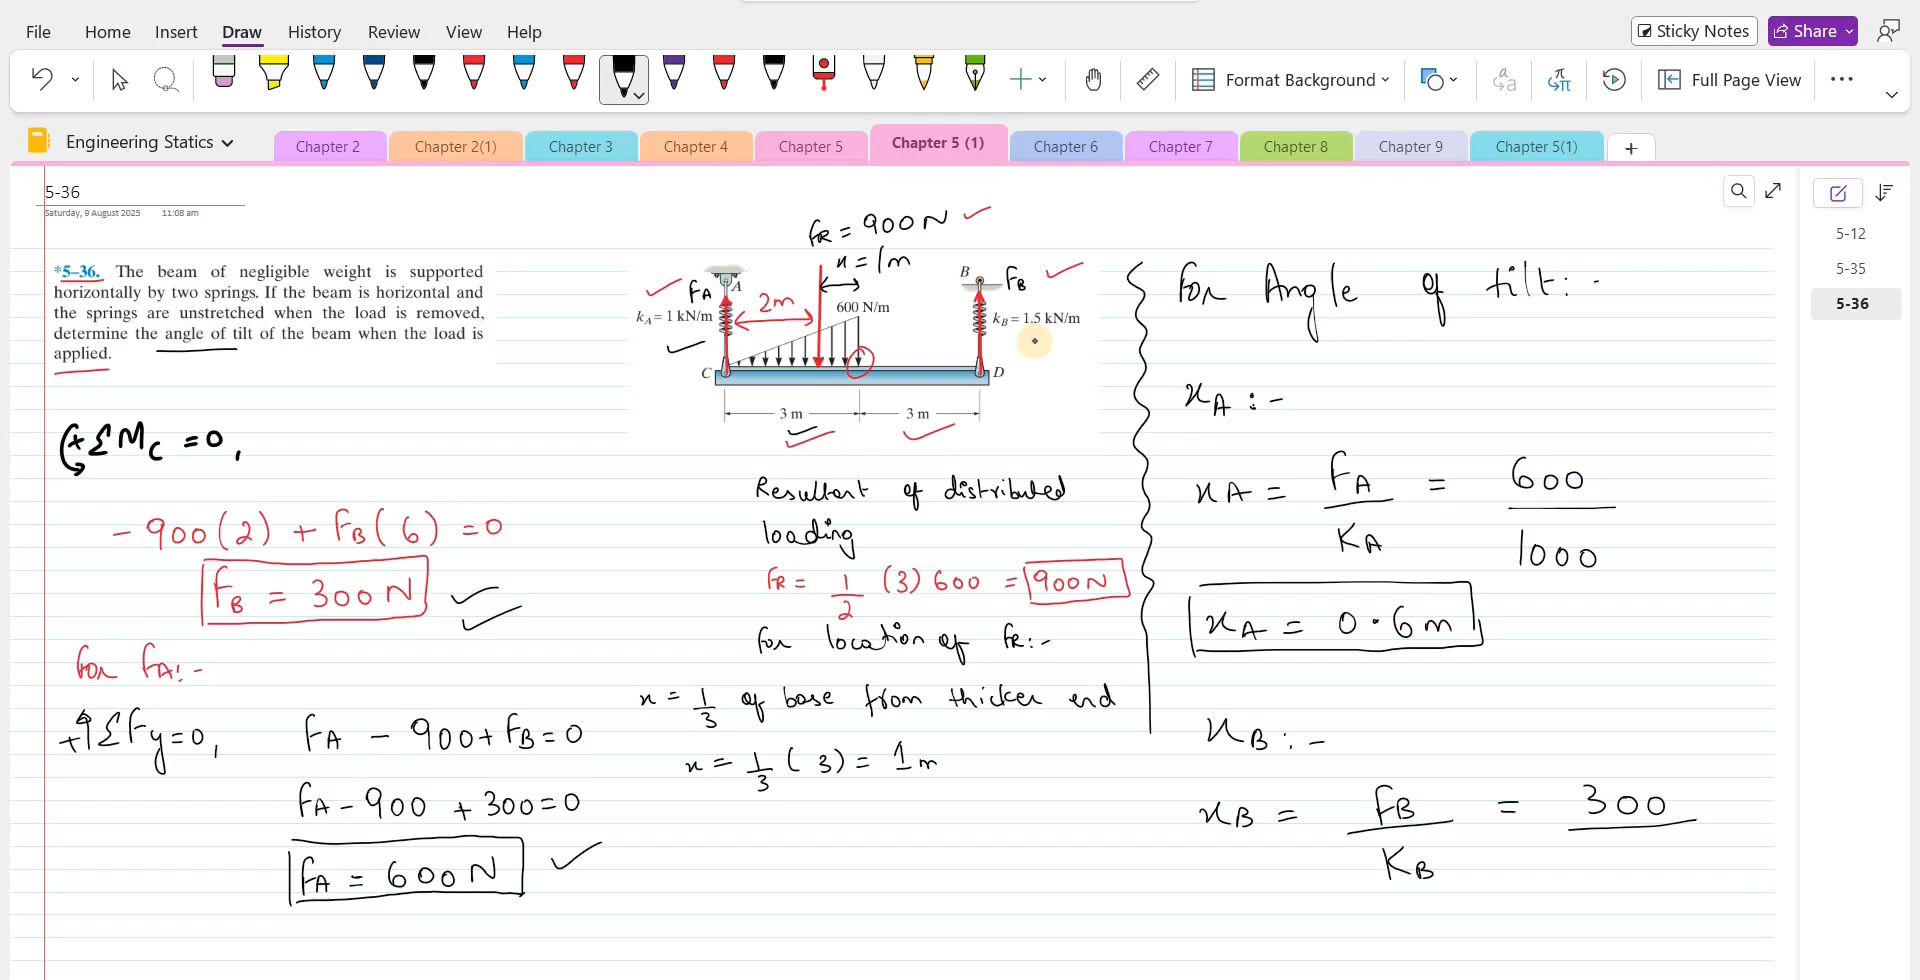 File Home Insert Draw History Review View Help
Sticky Notes Share
Format Background Full Page View
Engineering Statics Chapter 2 Chapter 2(1) Chapter 3 Chapter 4 Chapter 5 Chapter 5 (1) Chapter 6 Chapter 7 Chapter 8 Chapter 9 Chapter 5(1)
5-36
Saturday, 9 August 2025 11:08 am
5-12
5-35
5-36
*5–36. The beam of negligible weight is supported
horizontally by two springs. If the beam is horizontal and
the springs are unstretched when the load is removed,
determine the angle of tilt of the beam when the load is
applied.
FR = 900 N
x = 1m
A
B
FA
FB
2m
600 N/m
kA = 1 kN/m
kB = 1.5 kN/m
C
D
3 m
3 m
+ΣMC = 0,
- 900(2) + FB(6) = 0
FB = 300 N
For FA:-
+↑ΣFy=0, FA - 900 + FB = 0
FA - 900 + 300 = 0
FA = 600 N
Resultent of distributed
loading
FR = 1/2 (3) 600 = 900N
For location of FR:-
x = 1/3 of base from thicker end
x = 1/3 (3) = 1m
For Angle of tilt:-
xA :-
xA = FA/KA = 600/1000
xA = 0.6m
xB :-
xB = FB/KB = 300